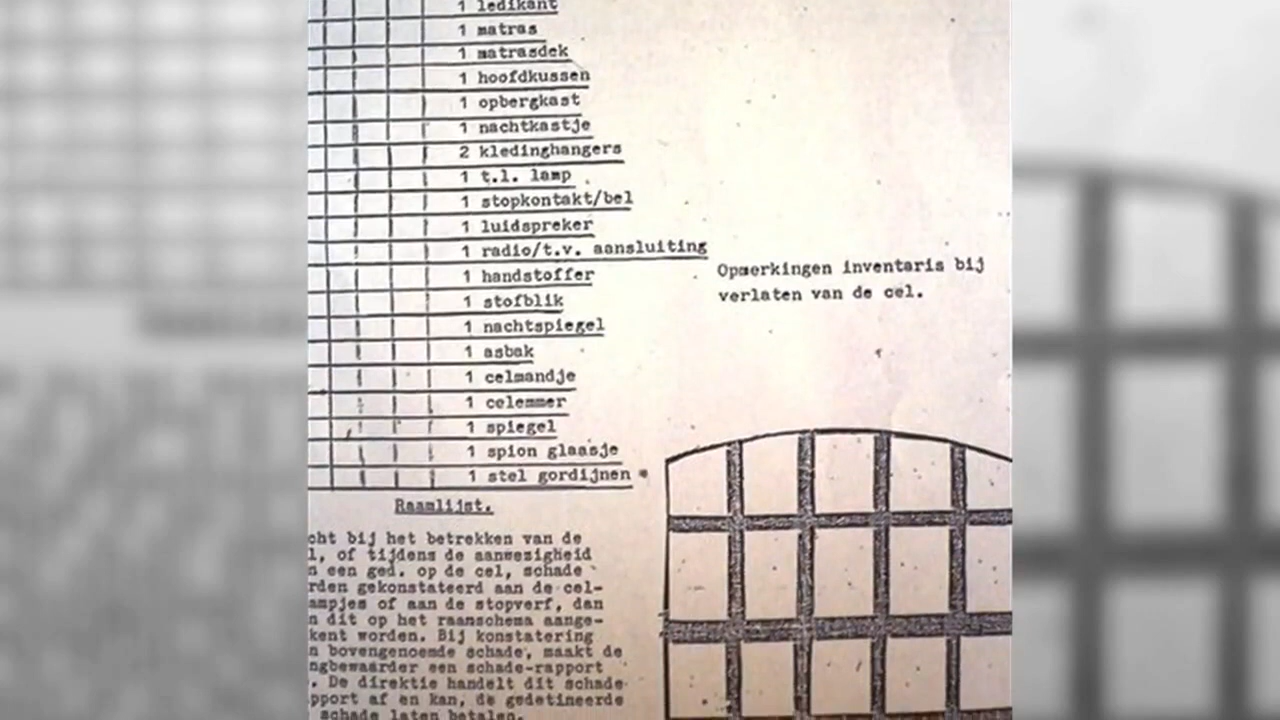 1 ledikant
1 matras
1 matrasdek
1 hoofdkussen
1 opbergkast
1 nachtkastje
2 kledinghangers
1 t.l. lamp
1 stopkontakt/bel
1 luidspreker
1 radio/t.v. aansluiting
1 handstoffer
1 stofblik
1 nachtspiegel
1 asbak
1 celmandje
1 celemmer
1 spiegel
1 spion glaasje
1 stel gordijnen
Opmerkingen inventaris bij
verlaten van de cel.
Raamlijst.
cht bij het betrekken van de
l, of tijdens de aanwezigheid
n een ged. op de cel, schade
rden gekonstateerd aan de cel-
ampjes of aan de stopverf, dan
n dit op het raamschema aange-
kent worden. Bij konstatering
n bovengenoemde schade, maakt de
ngbewaarder een schade-rapport
. De direktie handelt dit schade-
pport af en kan, de gedetineerde
schade laten betalen.